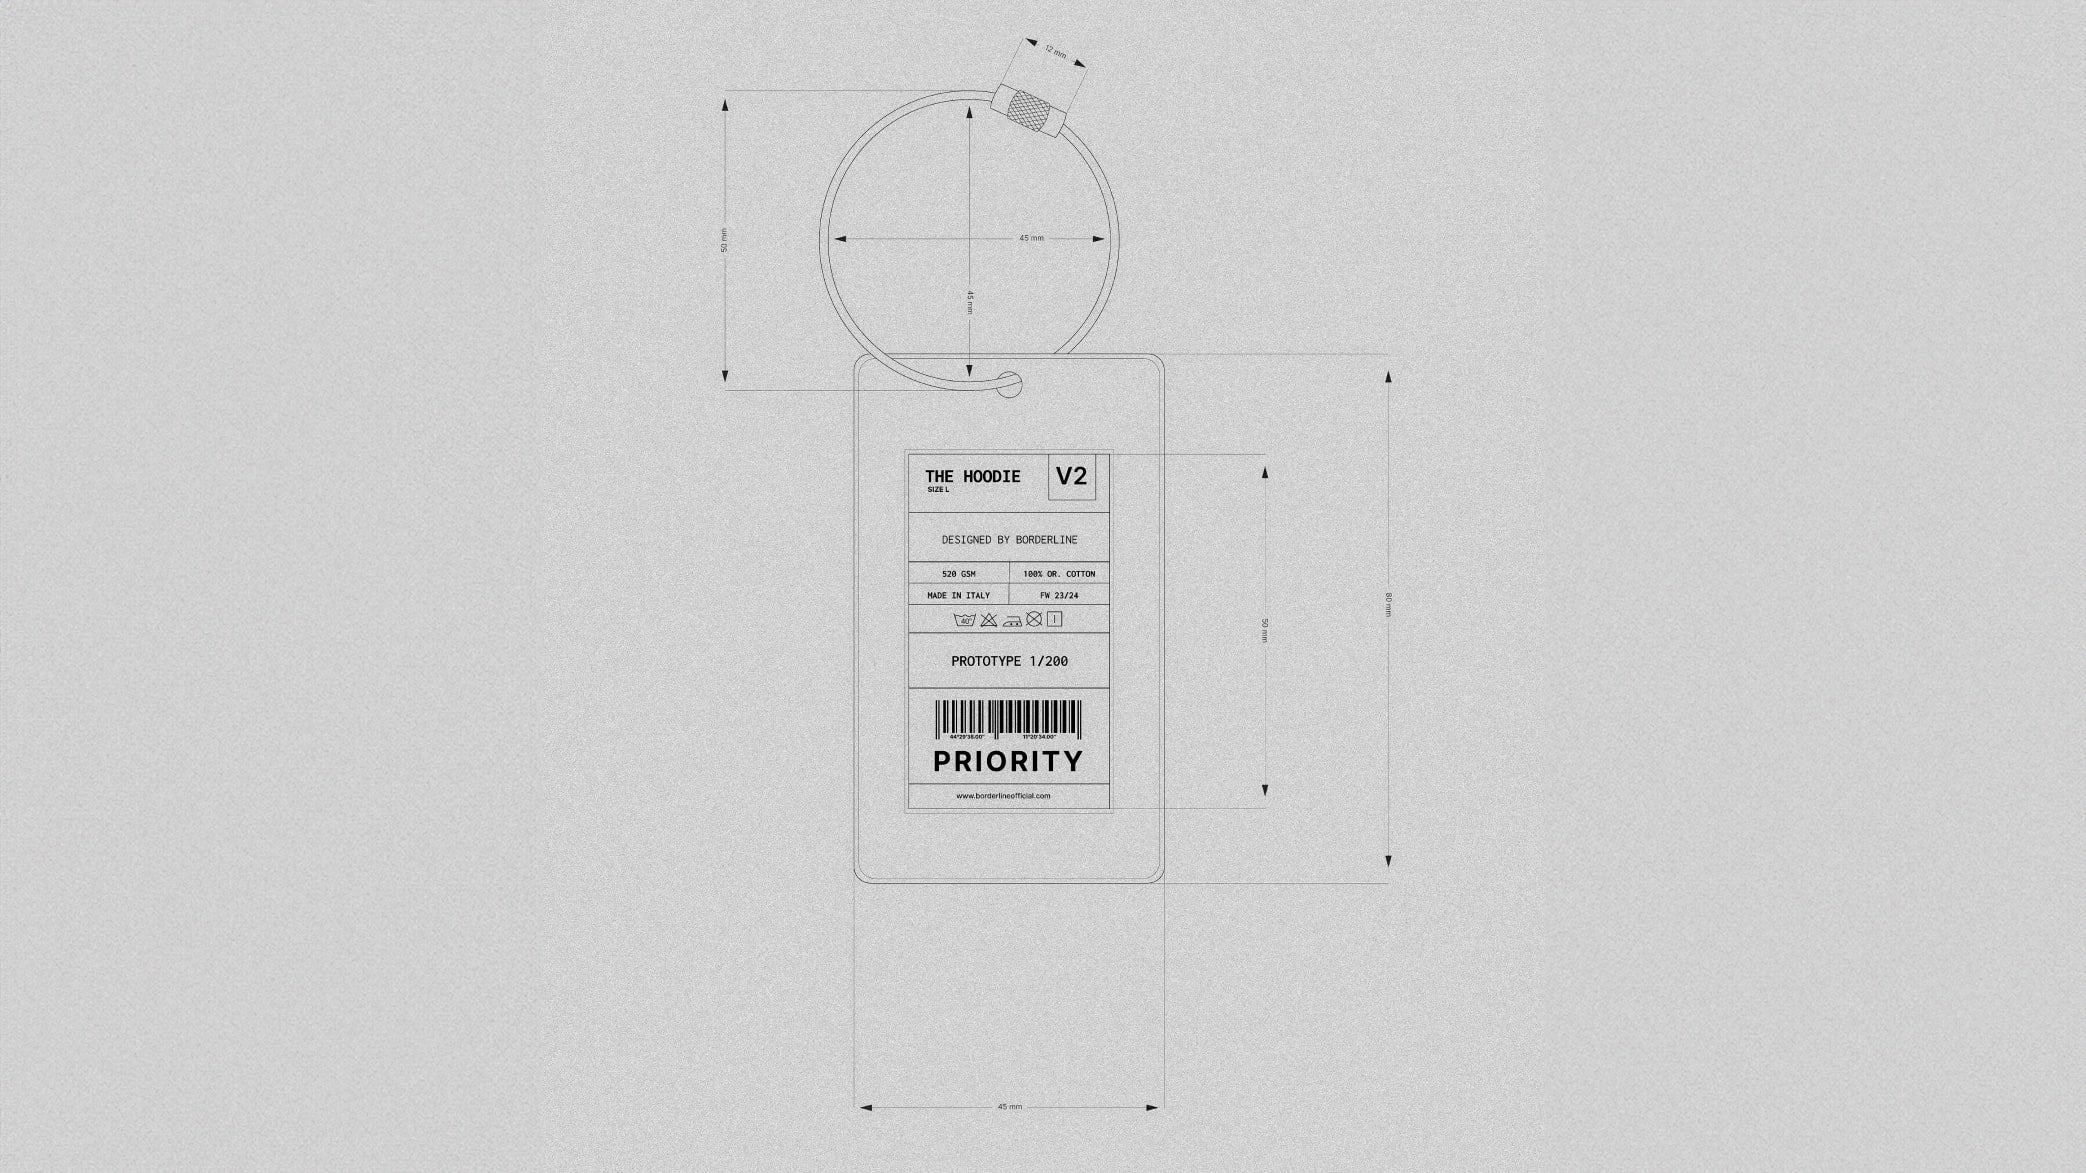 12 mm
50 mm
45 mm
45 mm
THE HOODIE
V2
SIZE L
DESIGNED BY BORDERLINE
520 GSM
100% OR. COTTON
MADE IN ITALY
FW 23/24
40°
PROTOTYPE 1/200
44°29'38.00"
11°20'34.00"
PRIORITY
www.borderlineofficial.com
50 mm
80 mm
45 mm